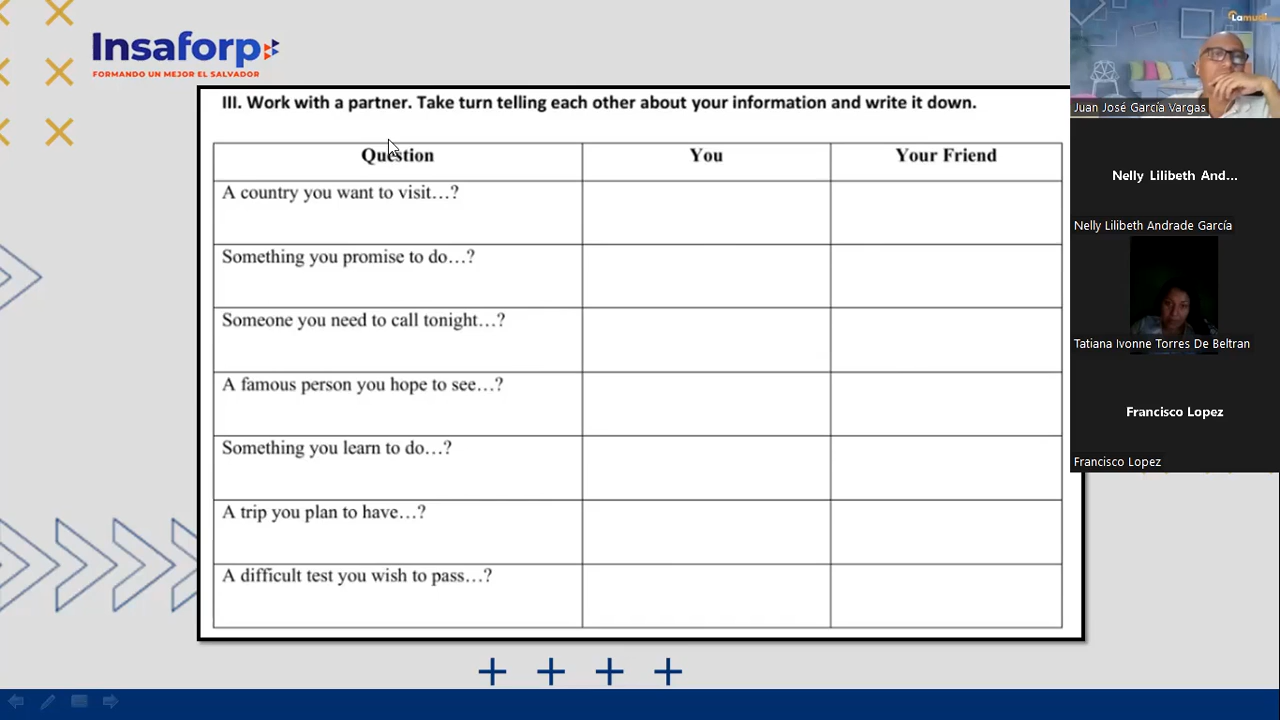 Insaforp
FORMANDO UN MEJOR EL SALVADOR
III. Work with a partner. Take turn telling each other about your information and write it down.
Question You Your Friend
A country you want to visit…?
Something you promise to do…?
Someone you need to call tonight…?
A famous person you hope to see…?
Something you learn to do…?
A trip you plan to have…?
A difficult test you wish to pass…?
Lamudi
Juan José García Vargas
Nelly Lilibeth And...
Nelly Lilibeth Andrade García
Tatiana Ivonne Torres De Beltran
Francisco Lopez
Francisco Lopez